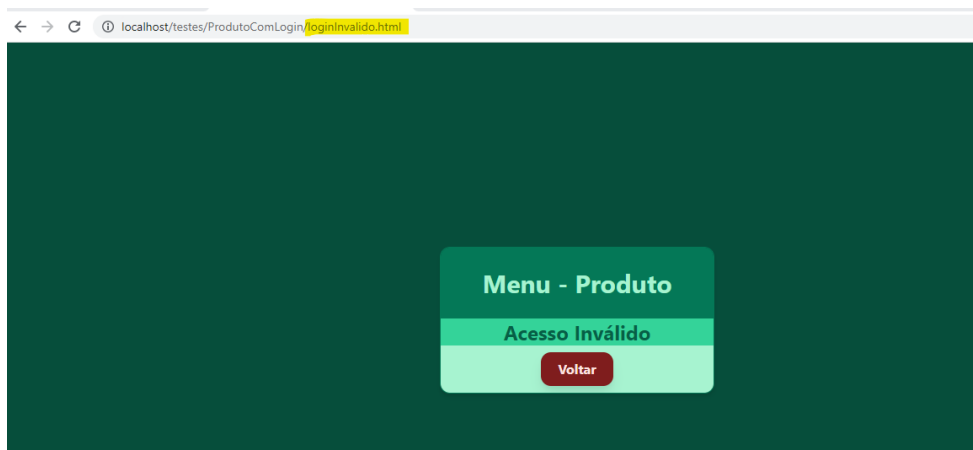 localhost/testes/ProdutoComLogin/loginInvalido.html
Menu - Produto
Acesso Inválido
Voltar